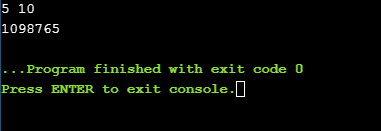 5 10
1098765
...Program finished with exit code 0
Press ENTER to exit console.